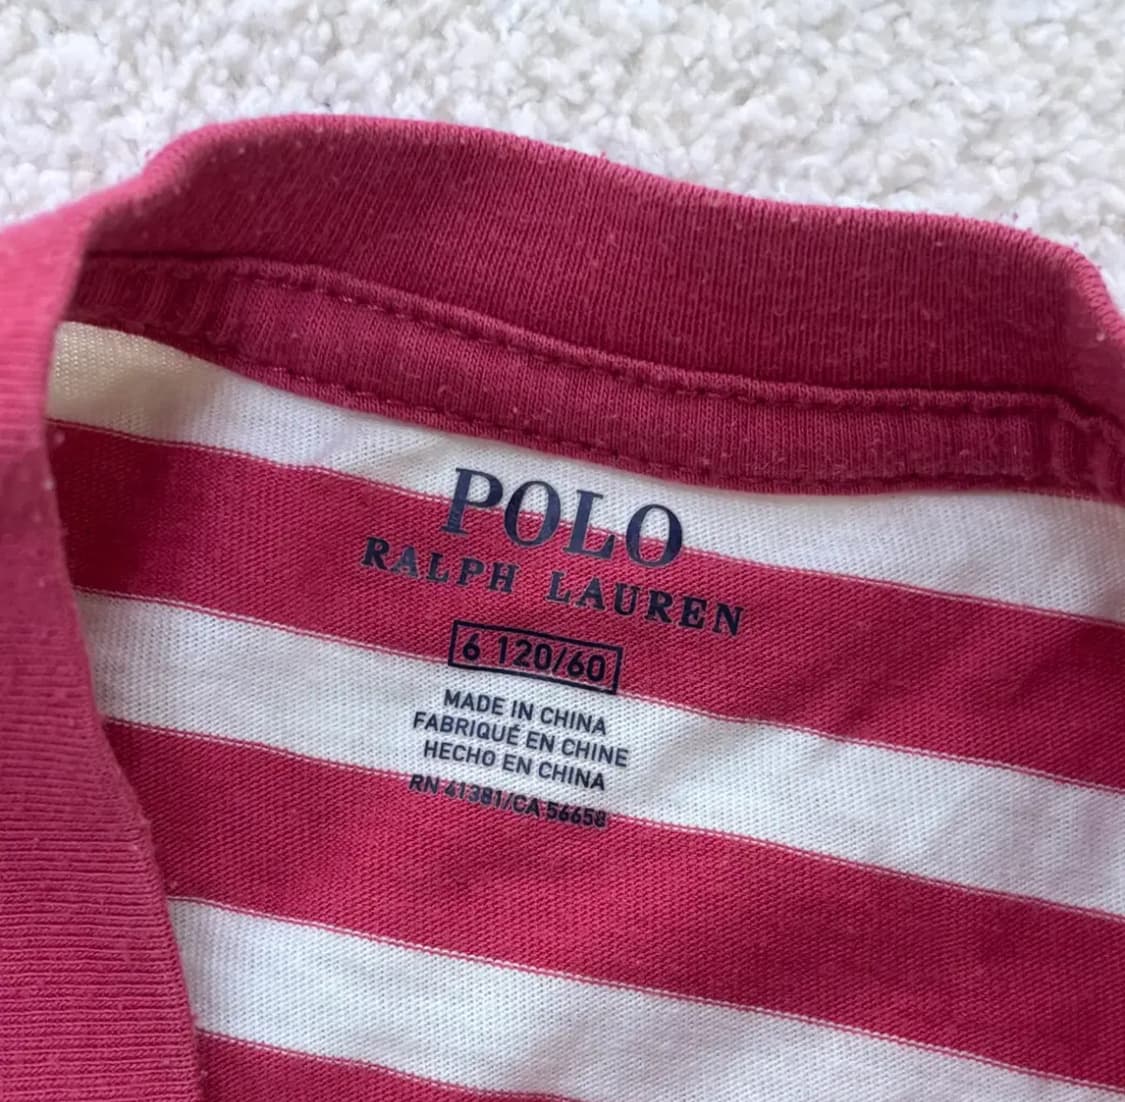 POLO
RALPH LAUREN
6 120/60
MADE IN CHINA
FABRIQUÉ EN CHINE
HECHO EN CHINA
RN 41381/CA 56658